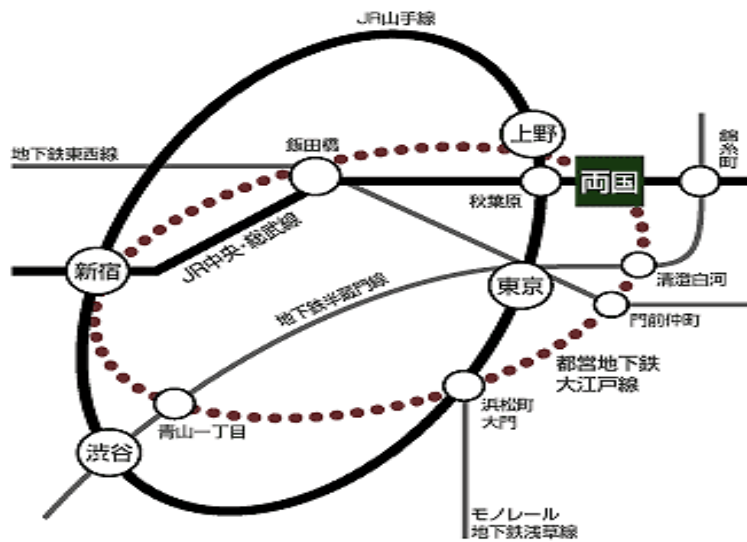 JR山手線
上野
飯田橋
地下鉄東西線
錦糸町
両国
秋葉原
JR中央・総武線
新宿
東京
清澄白河
地下鉄半蔵門線
門前仲町
都営地下鉄
大江戸線
浜松町
大門
青山一丁目
渋谷
モノレール
地下鉄浅草線